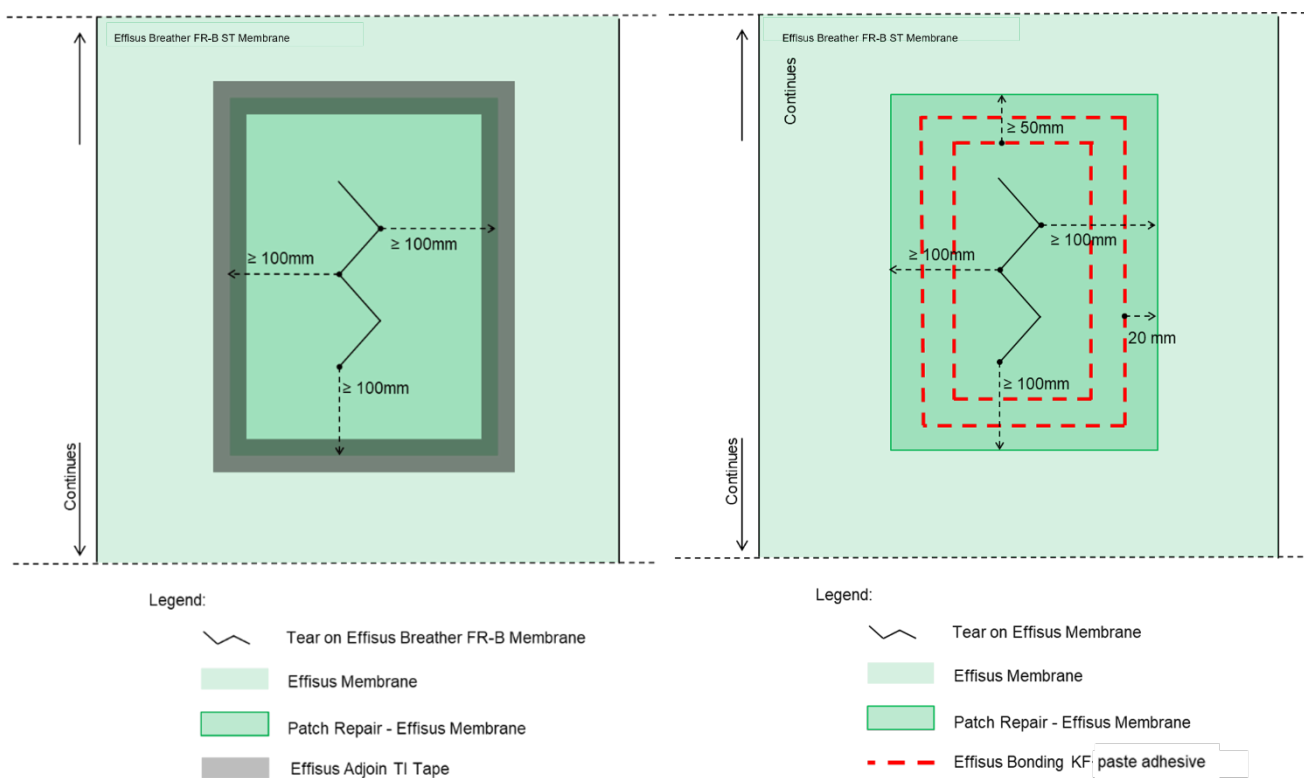 Effisus Breather FR-B ST Membrane
≥ 100mm
≥ 100mm
≥ 100mm
Continues
Legend:
Tear on Effisus Breather FR-B Membrane
Effisus Membrane
Patch Repair - Effisus Membrane
Effisus Adjoin TI Tape
Effisus Breather FR-B ST Membrane
Continues
≥ 50mm
≥ 100mm
≥ 100mm
20 mm
≥ 100mm
Continues
Legend:
Tear on Effisus Membrane
Effisus Membrane
Patch Repair - Effisus Membrane
Effisus Bonding KF paste adhesive